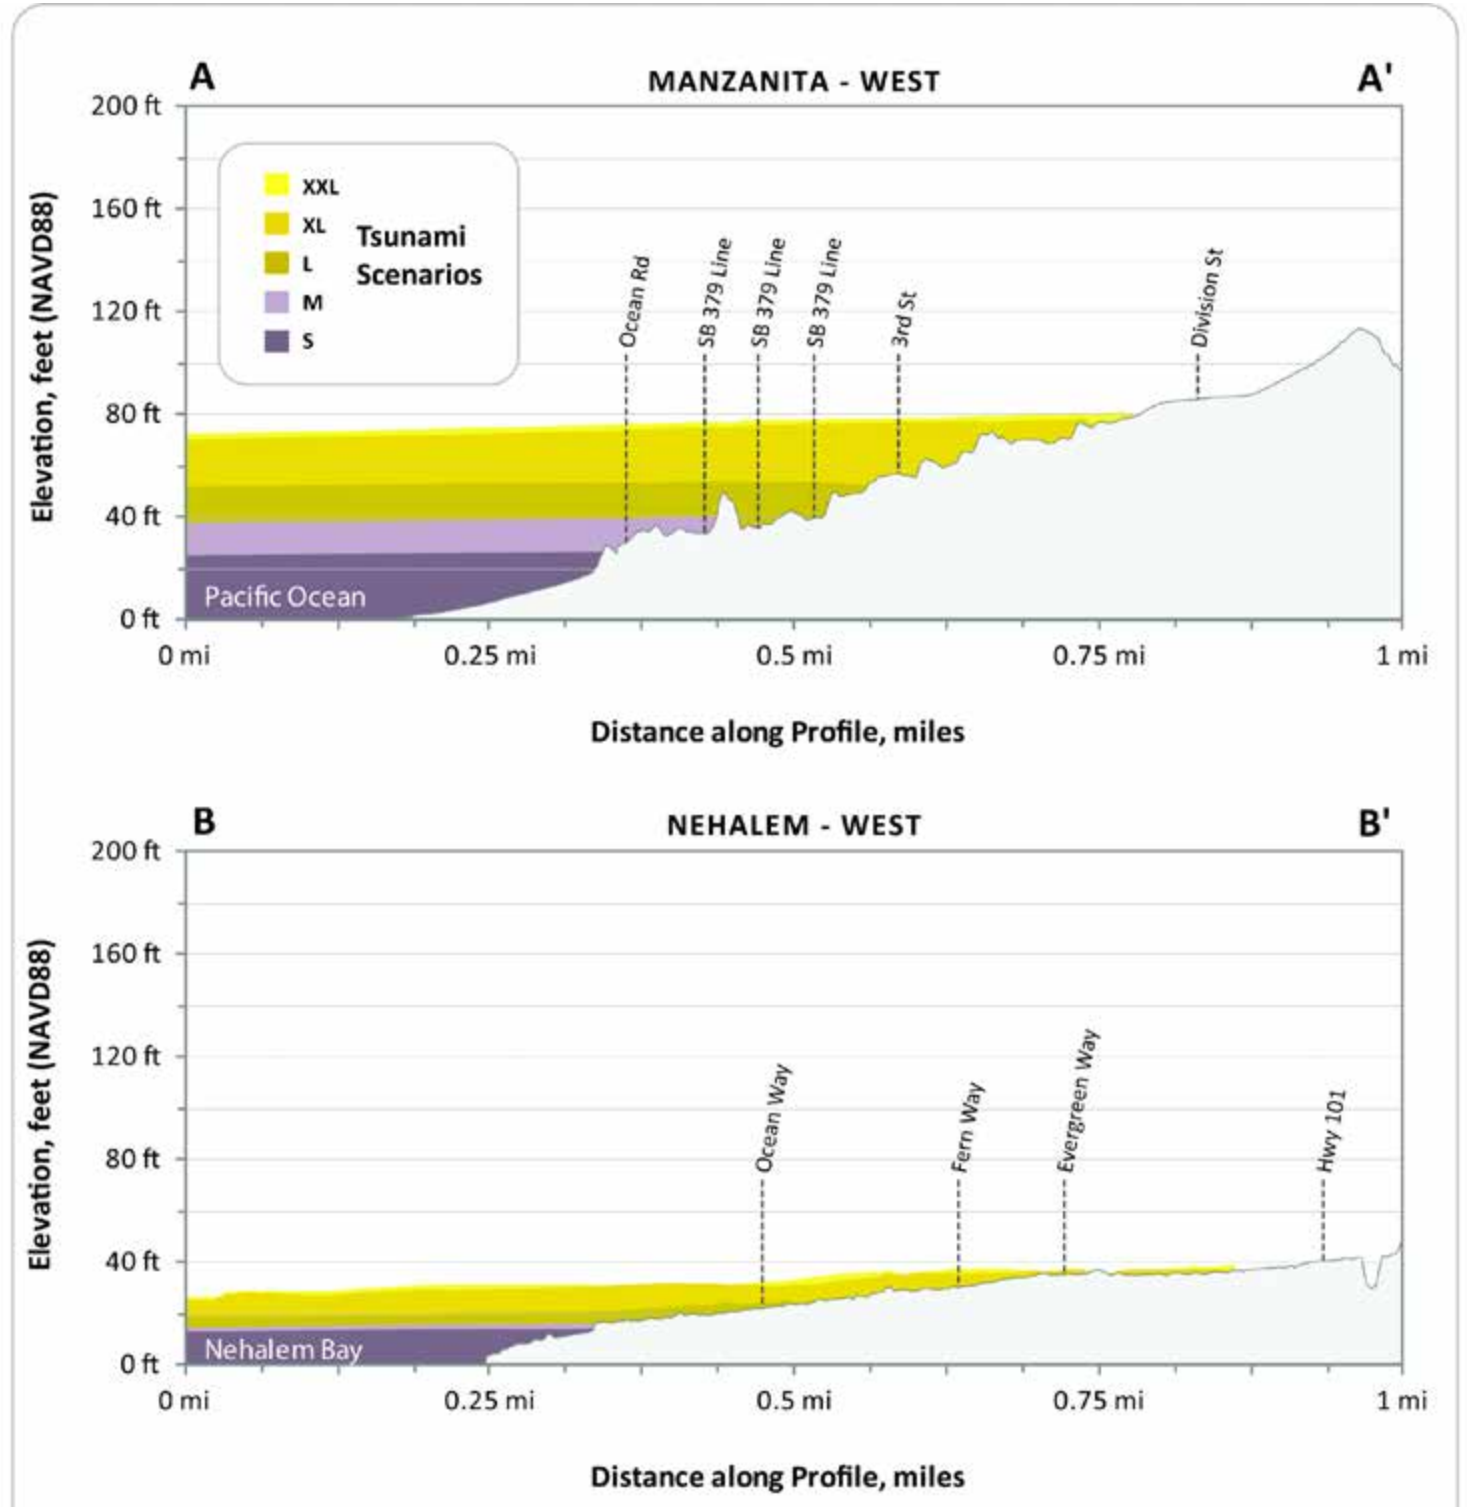 A
MANZANITA - WEST
A'
200 ft
160 ft
120 ft
80 ft
40 ft
0 ft
Elevation, feet (NAVD88)
XXL
XL
L
M
S
Tsunami
Scenarios
Ocean Rd
SB 379 Line
SB 379 Line
SB 379 Line
3rd St
Division St
Pacific Ocean
0 mi
0.25 mi
0.5 mi
0.75 mi
1 mi
Distance along Profile, miles
B
NEHALEM - WEST
B'
200 ft
160 ft
120 ft
80 ft
40 ft
0 ft
Elevation, feet (NAVD88)
Ocean Way
Fern Way
Evergreen Way
Hwy 101
Nehalem Bay
0 mi
0.25 mi
0.5 mi
0.75 mi
1 mi
Distance along Profile, miles